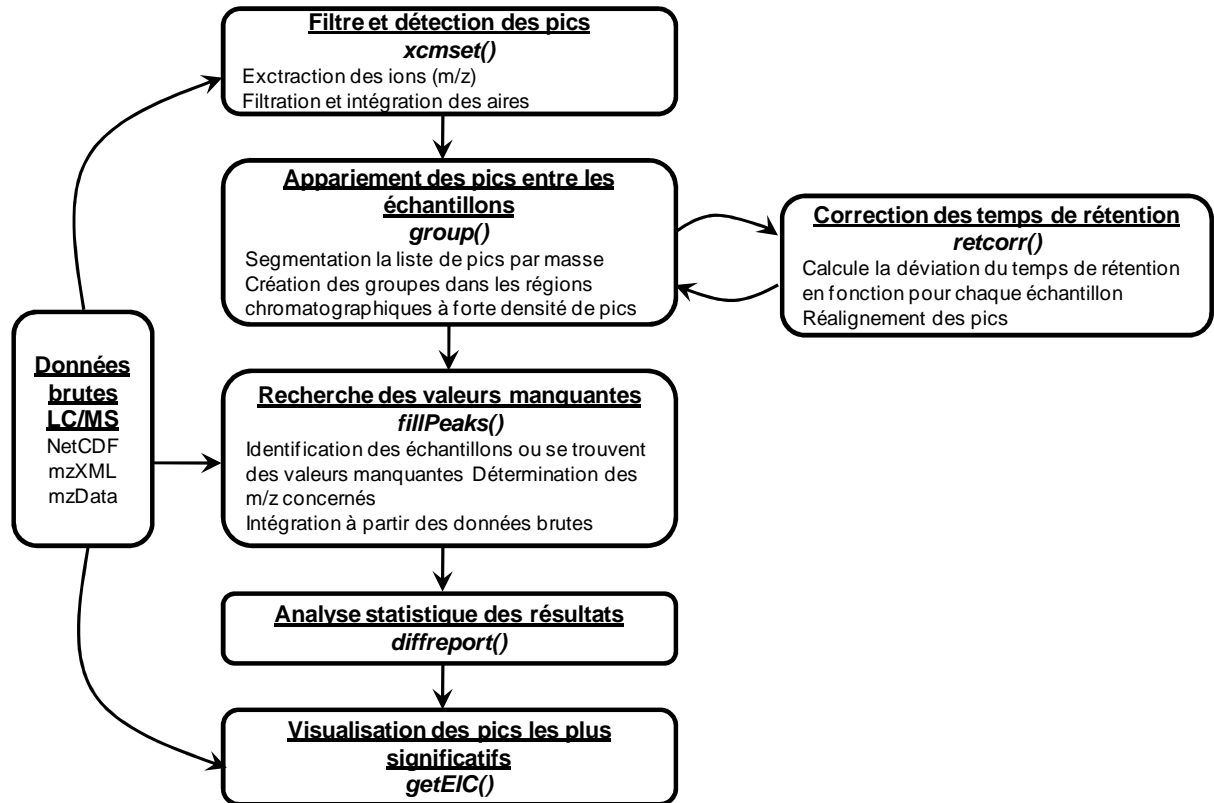 Filtre et détection des pics
xcmset()
Exctraction des ions (m/z)
Filtration et intégration des aires
Appariement des pics entre les
échantillons
group()
Segmentation la liste de pics par masse
Création des groupes dans les régions
chromatographiques à forte densité de pics
Correction des temps de rétention
retcorr()
Calcule la déviation du temps de rétention
en fonction pour chaque échantillon
Réalignement des pics
Données
brutes
LC/MS
NetCDF
mzXML
mzData
Recherche des valeurs manquantes
fillPeaks()
Identification des échantillons ou se trouvent
des valeurs manquantes Détermination des
m/z concernés
Intégration à partir des données brutes
Analyse statistique des résultats
diffreport()
Visualisation des pics les plus
significatifs
getEIC()